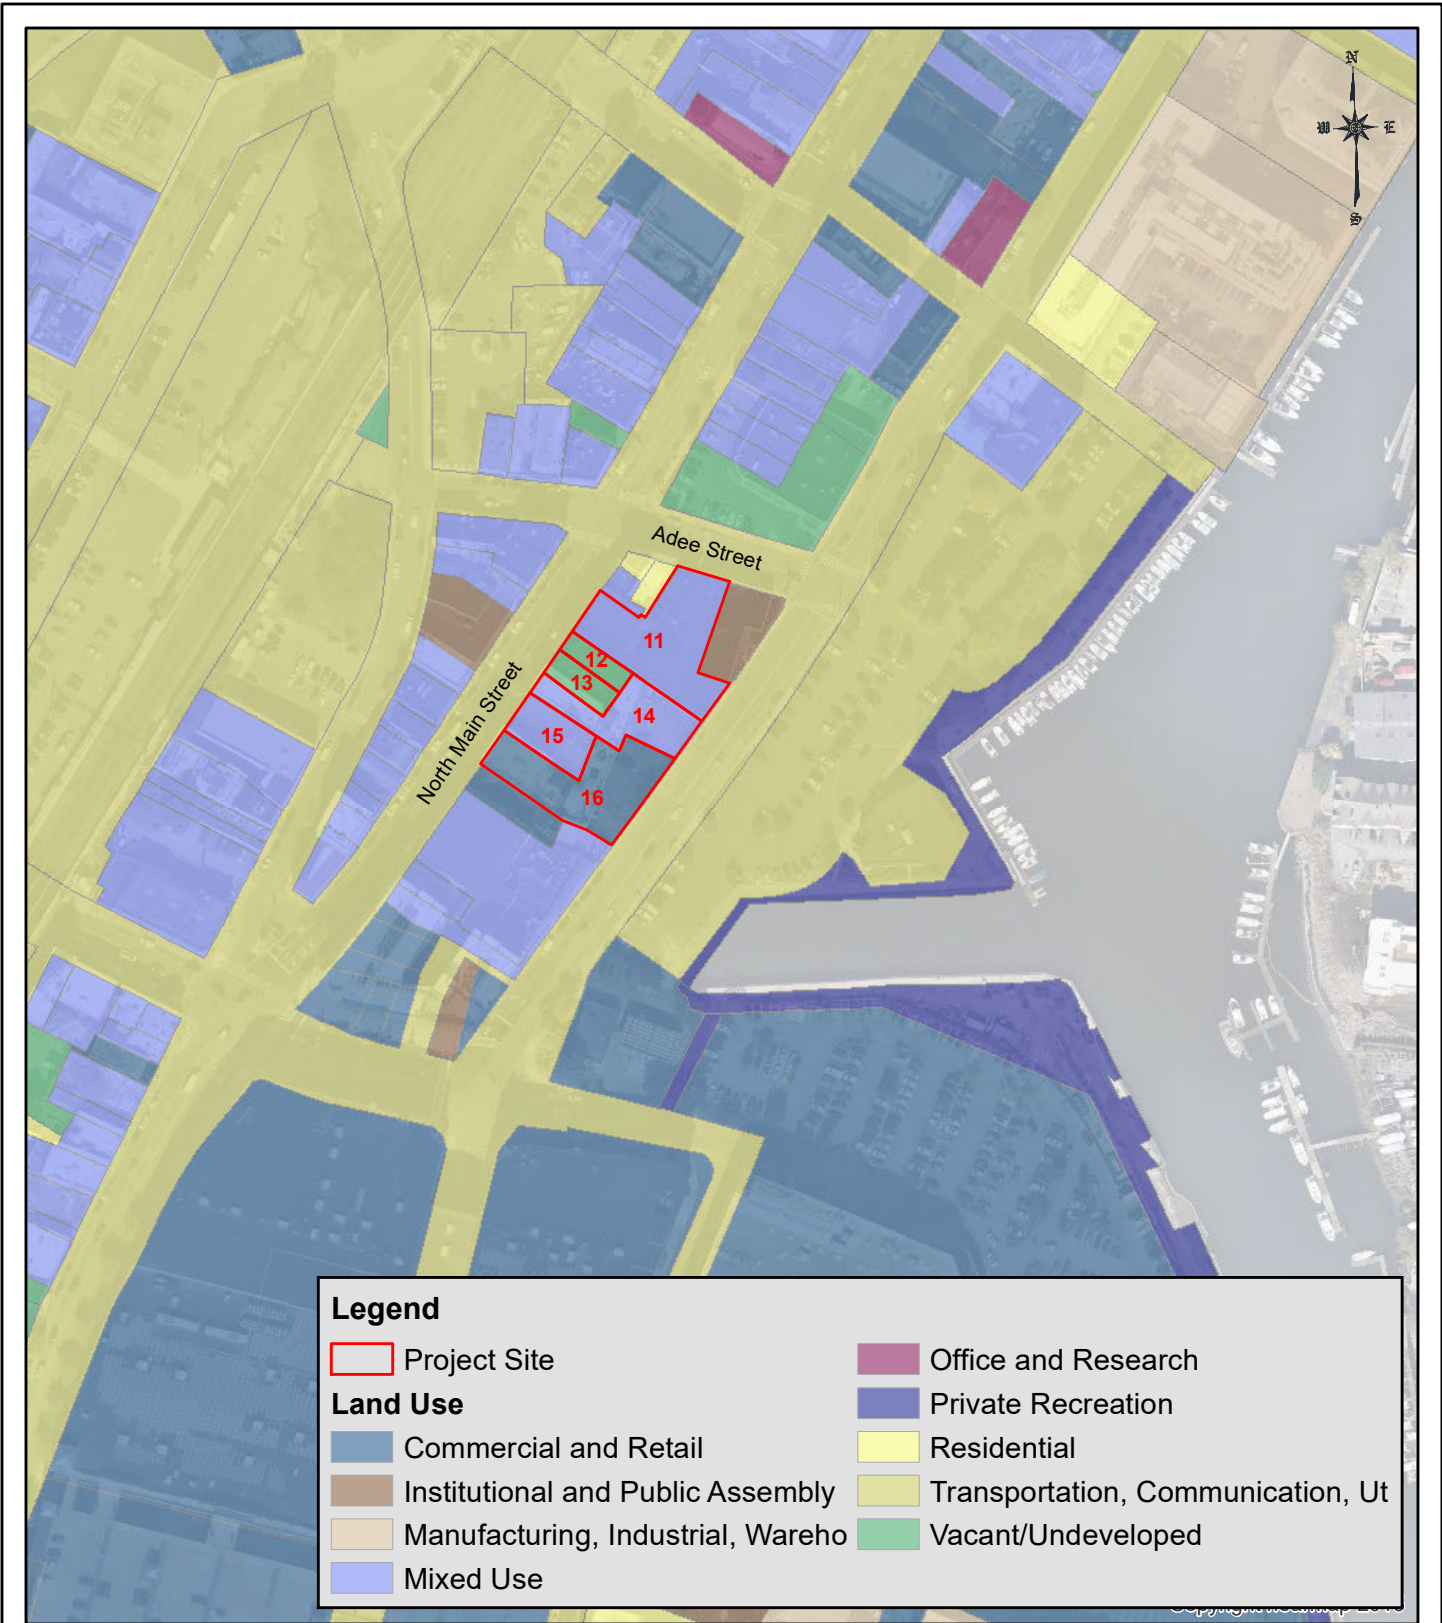 N
W E
S
Adee Street
North Main Street
11
12
13
14
15
16
Legend
Project Site
Land Use
Commercial and Retail
Institutional and Public Assembly
Manufacturing, Industrial, Wareho
Mixed Use
Office and Research
Private Recreation
Residential
Transportation, Communication, Ut
Vacant/Undeveloped